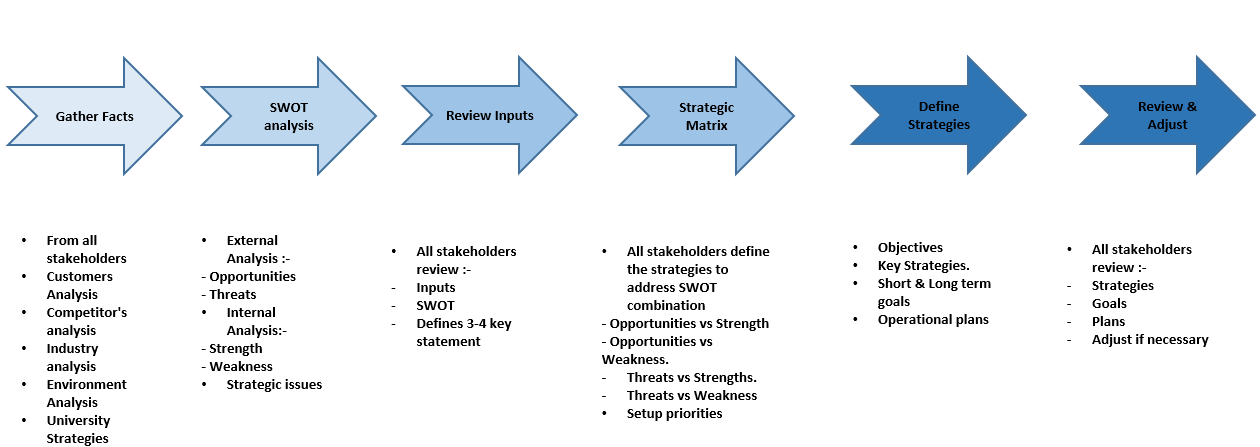 Gather Facts
SWOT
analysis
Review Inputs
Strategic
Matrix
Define
Strategies
Review &
Adjust
• From all
stakeholders
• Customers
Analysis
• Competitor's
analysis
• Industry
analysis
• Environment
Analysis
• University
Strategies
• External
Analysis :-
- Opportunities
- Threats
• Internal
Analysis:-
- Strength
- Weakness
• Strategic issues
• All stakeholders
review :-
- Inputs
- SWOT
- Defines 3-4 key
statement
• All stakeholders define
the strategies to
address SWOT
combination
- Opportunities vs Strength
- Opportunities vs
Weakness.
- Threats vs Strengths.
- Threats vs Weakness
• Setup priorities
• Objectives
• Key Strategies.
• Short & Long term
goals
• Operational plans
• All stakeholders
review :-
- Strategies
- Goals
- Plans
- Adjust if necessary